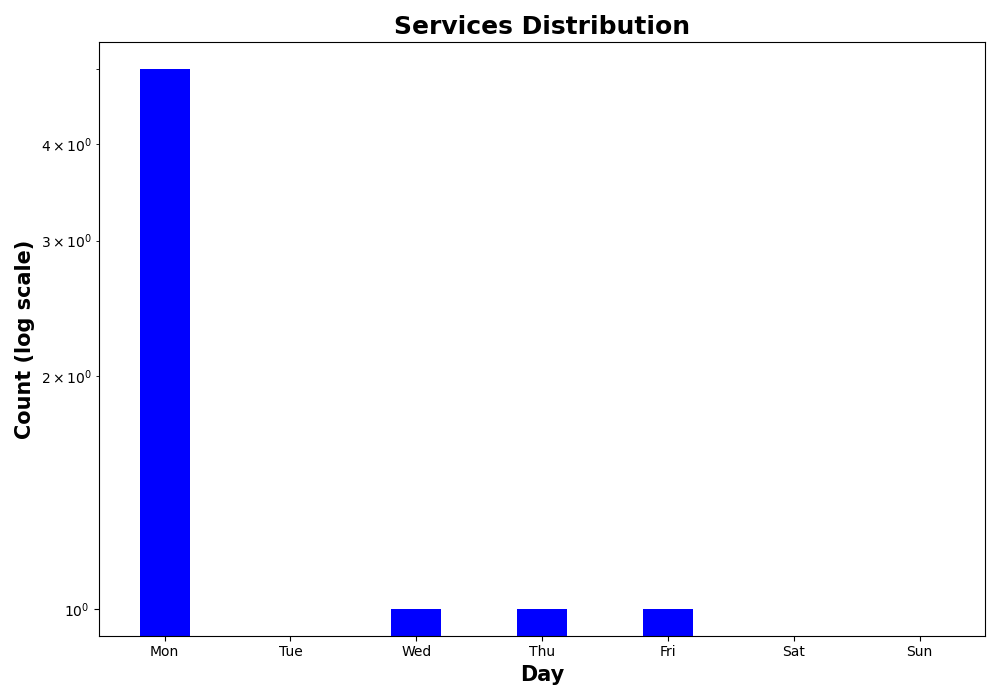 Services Distribution
Count (log scale)
4 × 10⁰
3 × 10⁰
2 × 10⁰
10⁰
Mon Tue Wed Thu Fri Sat Sun
Day